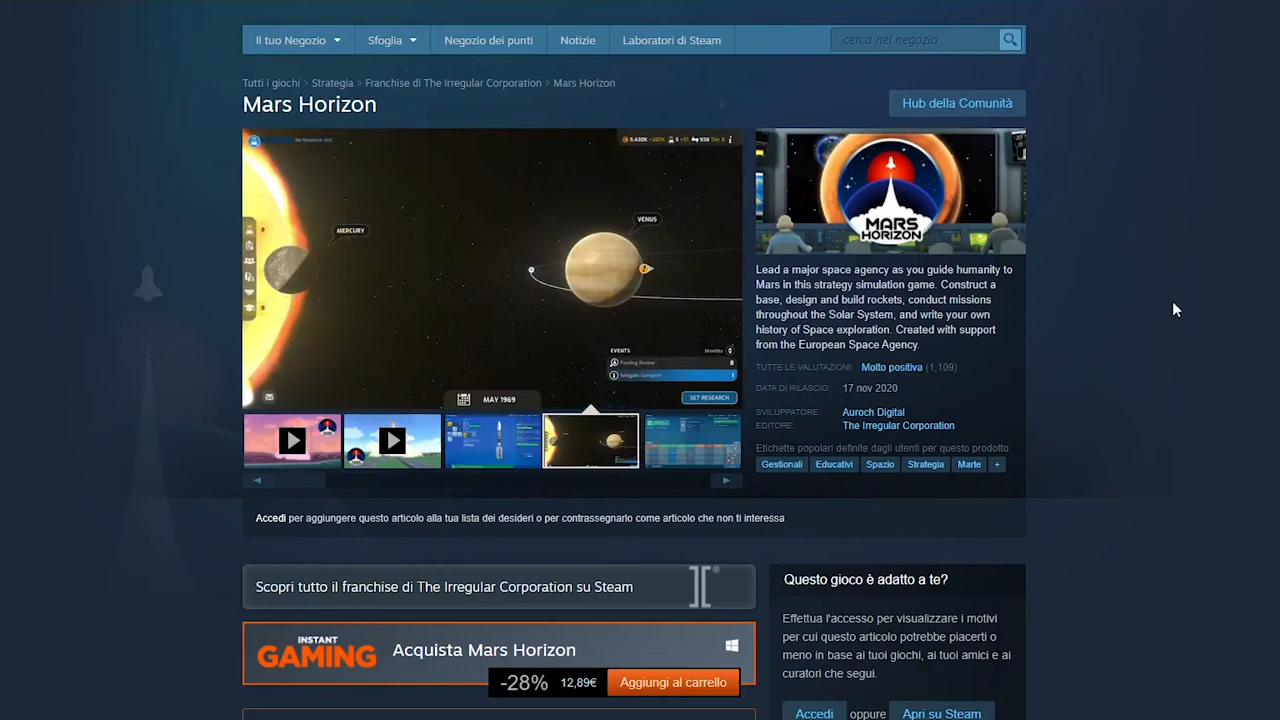 Il tuo Negozio
Sfoglia
Negozio dei punti
Notizie
Laboratori di Steam
cerca nel negozio
Tutti i giochi > Strategia > Franchise di The Irregular Corporation > Mars Horizon
Mars Horizon
Hub della Comunità
No Research Set!
MERCURY
VENUS
EVENTS
Months
Funding Review
8
1
SET RESEARCH
MAY 1969
MARS
HORIZON
Lead a major space agency as you guide humanity to
Mars in this strategy simulation game. Construct a
base, design and build rockets, conduct missions
throughout the Solar System, and write your own
history of Space exploration. Created with support
from the European Space Agency.
TUTTE LE VALUTAZIONI: Molto positiva (1,109)
DATA DI RILASCIO: 17 nov 2020
SVILUPPATORE: Auroch Digital
EDITORE: The Irregular Corporation
Etichette popolari definite dagli utenti per questo prodotto:
Gestionali Educativi Spazio Strategia Marte +
Accedi per aggiungere questo articolo alla tua lista dei desideri o per contrassegnarlo come articolo che non ti interessa
Scopri tutto il franchise di The Irregular Corporation su Steam
INSTANT
GAMING
Acquista Mars Horizon
-28% 12,89€ Aggiungi al carrello
Questo gioco è adatto a te?
Effettua l'accesso per visualizzare i motivi
per cui questo articolo potrebbe piacerti o
meno in base ai tuoi giochi, ai tuoi amici e ai
curatori che segui.
Accedi oppure Apri su Steam